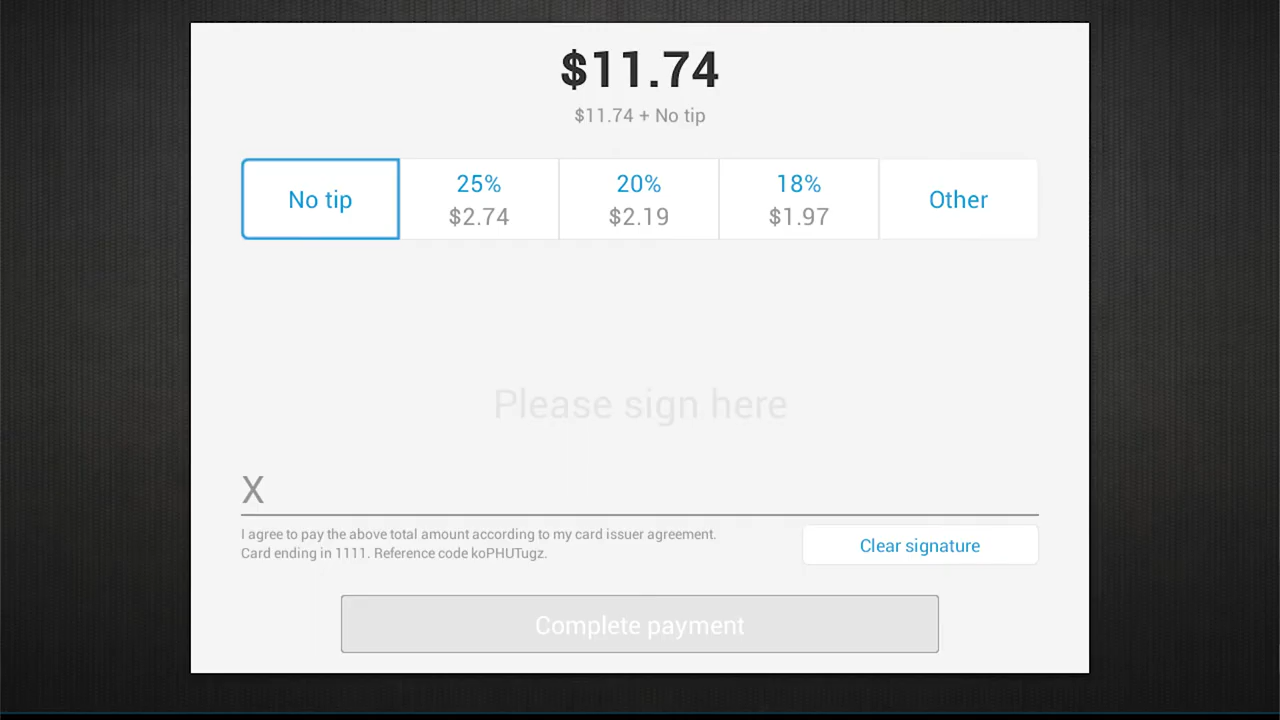 $11.74
$11.74 + No tip
No tip
25%
$2.74
20%
$2.19
18%
$1.97
Other
Please sign here
X
I agree to pay the above total amount according to my card issuer agreement.
Card ending in 1111. Reference code koPHUTugz.
Clear signature
Complete payment